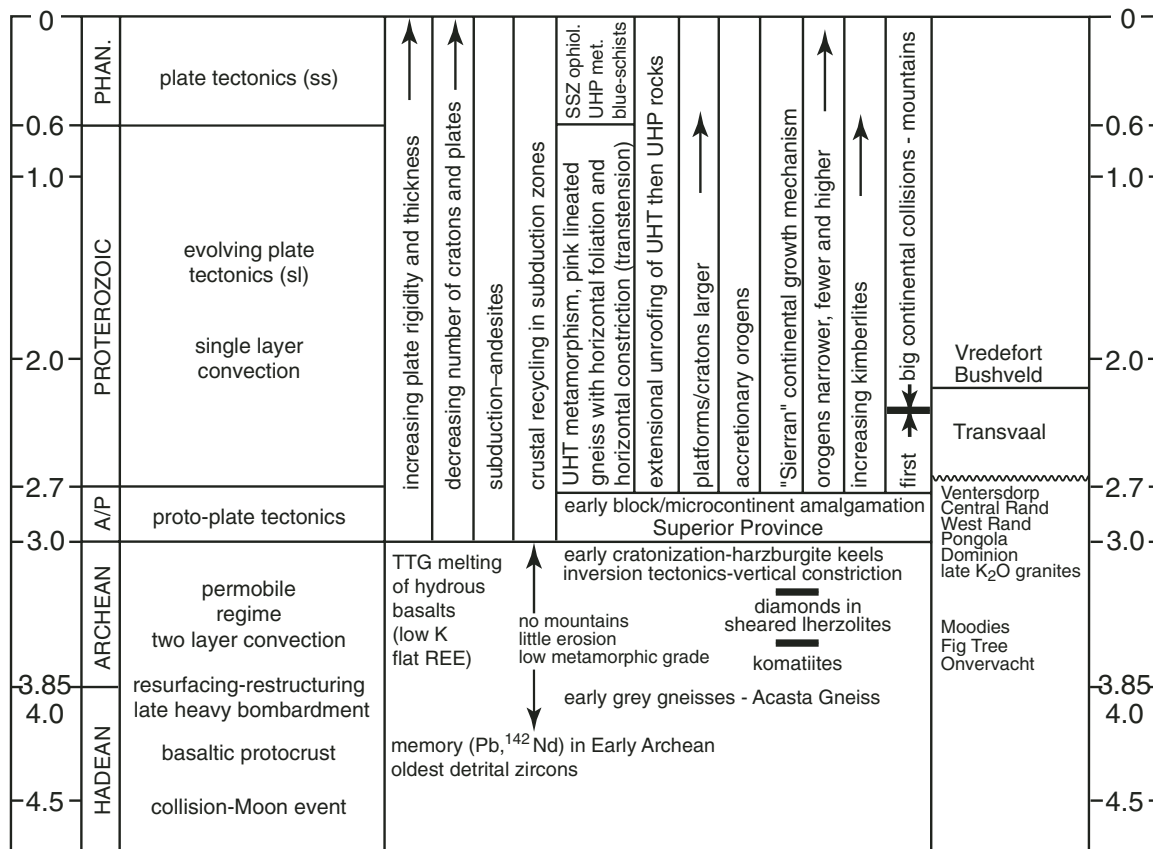 0
0.6
1.0
2.0
2.7
3.0
3.85
4.0
4.5
PHAN.
PROTEROZOIC
A/P
ARCHEAN
HADEAN
plate tectonics (ss)
evolving plate
tectonics (sl)
single layer
convection
proto-plate tectonics
permobile
regime
two layer convection
resurfacing-restructuring
late heavy bombardment
basaltic protocrust
collision-Moon event
increasing plate rigidity and thickness
decreasing number of cratons and plates
subduction–andesites
crustal recycling in subduction zones
SSZ ophiol.
UHP met.
blue-schists
UHT metamorphism, pink lineated
gneiss with horizontal foliation and
horizontal constriction (transtension)
extensional unroofing of UHT then UHP rocks
platforms/cratons larger
accretionary orogens
"Sierran" continental growth mechanism
orogens narrower, fewer and higher
increasing kimberlites
first big continental collisions - mountains
early block/microcontinent amalgamation
Superior Province
TTG melting
of hydrous
basalts
(low K
flat REE)
no mountains
little erosion
low metamorphic grade
early cratonization-harzburgite keels
inversion tectonics-vertical constriction
diamonds in
sheared lherzolites
komatiites
early grey gneisses - Acasta Gneiss
memory (Pb,¹⁴²Nd) in Early Archean
oldest detrital zircons
Vredefort
Bushveld
Transvaal
Ventersdorp
Central Rand
West Rand
Pongola
Dominion
late K₂O granites
Moodies
Fig Tree
Onvervacht
0
0.6
1.0
2.0
2.7
3.0
3.85
4.0
4.5